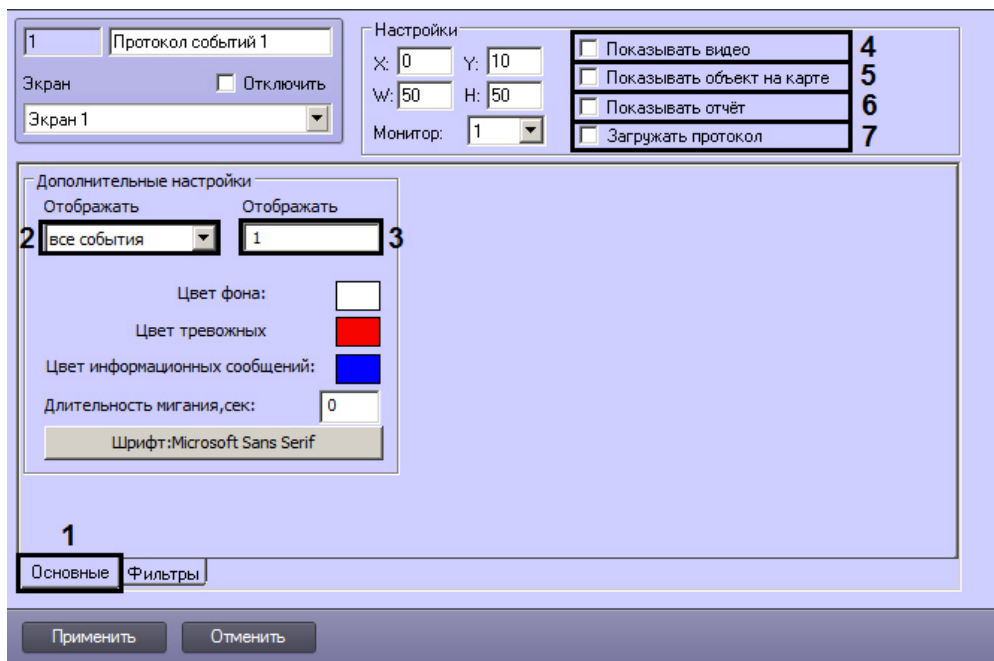 1 Протокол событий 1
Экран Отключить
Экран 1
Настройки
X: 0 Y: 10
W: 50 H: 50
Монитор: 1
Показывать видео 4
Показывать объект на карте 5
Показывать отчёт 6
Загружать протокол 7
Дополнительные настройки
Отображать Отображать
2 все события 1 3
Цвет фона:
Цвет тревожных
Цвет информационных сообщений:
Длительность мигания,сек: 0
Шрифт:Microsoft Sans Serif
1
Основные Фильтры
Применить Отменить